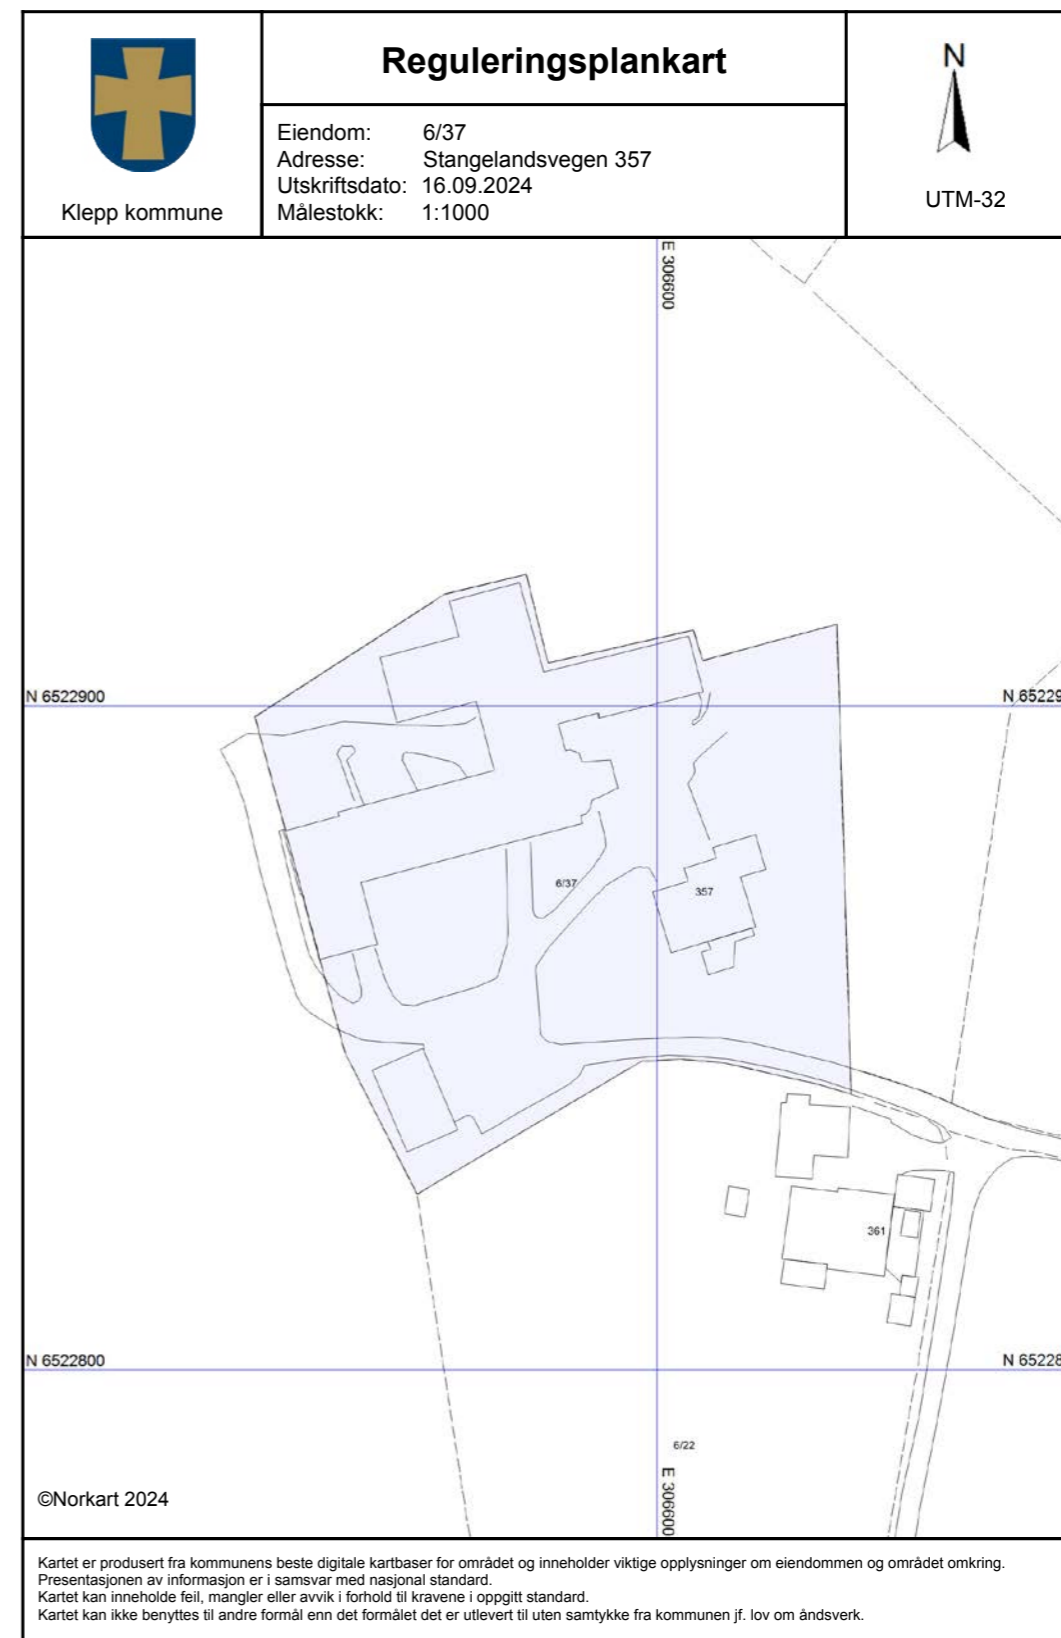 Reguleringsplankart
Klepp kommune
Eiendom: 6/37
Adresse: Stangelandsvegen 357
Utskriftsdato: 16.09.2024
Målestokk: 1:1000
N
UTM-32
E 306600
N 6522900
N 65229
6/37
357
361
N 6522800
N 65228
6/22
E 306600
©Norkart 2024
Kartet er produsert fra kommunens beste digitale kartbaser for området og inneholder viktige opplysninger om eiendommen og området omkring.
Presentasjonen av informasjon er i samsvar med nasjonal standard.
Kartet kan inneholde feil, mangler eller avvik i forhold til kravene i oppgitt standard.
Kartet kan ikke benyttes til andre formål enn det formålet det er utlevert til uten samtykke fra kommunen jf. lov om åndsverk.